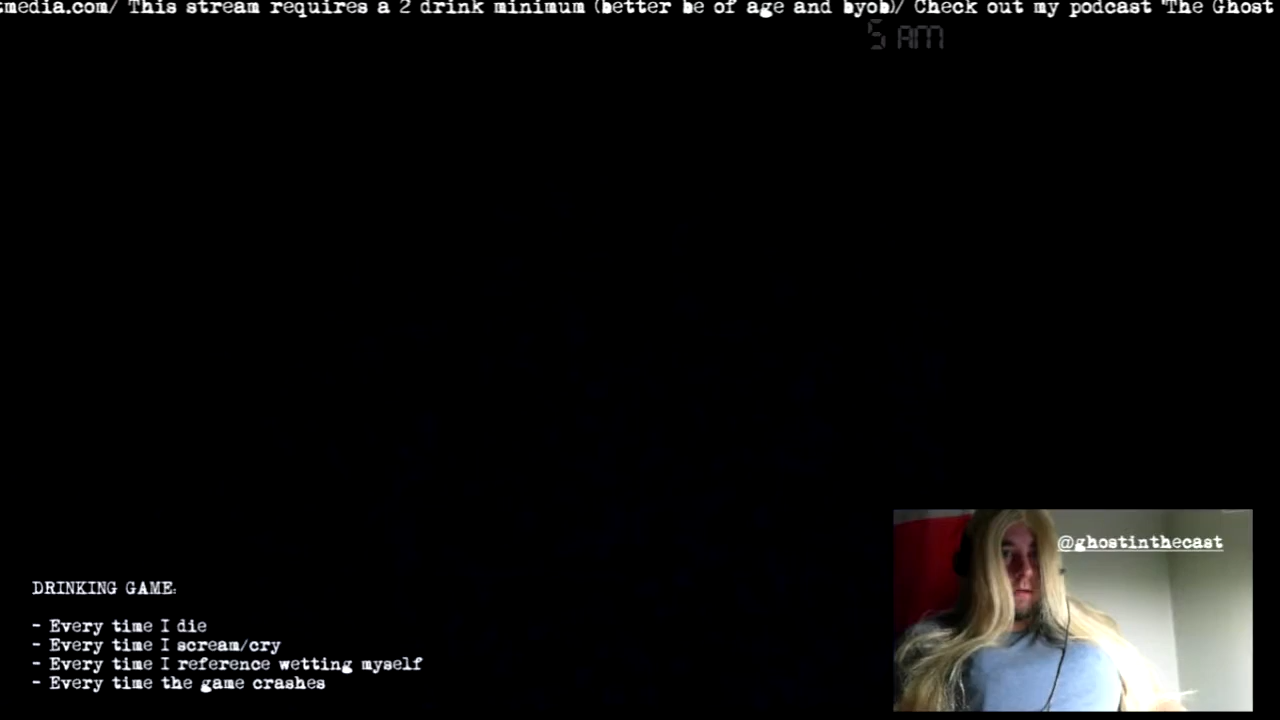 tmedia.com/ This stream requires a 2 drink minimum (better be of age and byob)/ Check out my podcast 'The Ghost
5 AM
@ghostinthecast
DRINKING GAME:
- Every time I die
- Every time I scream/cry
- Every time I reference wetting myself
- Every time the game crashes